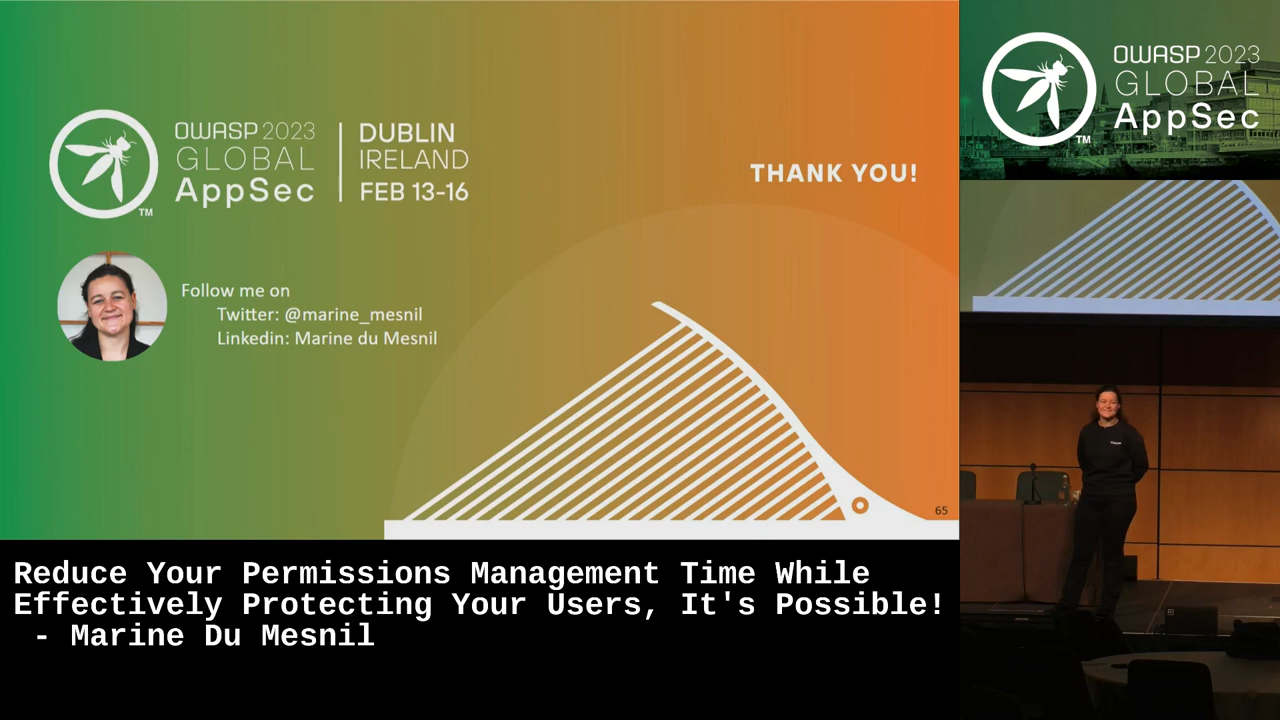 OWASP 2023
GLOBAL
AppSec
TM
DUBLIN
IRELAND
FEB 13-16
THANK YOU!
Follow me on
Twitter: @marine_mesnil
Linkedin: Marine du Mesnil
65
OWASP 2023
GLOBAL
AppSec
TM
Reduce Your Permissions Management Time While
Effectively Protecting Your Users, It's Possible!
- Marine Du Mesnil